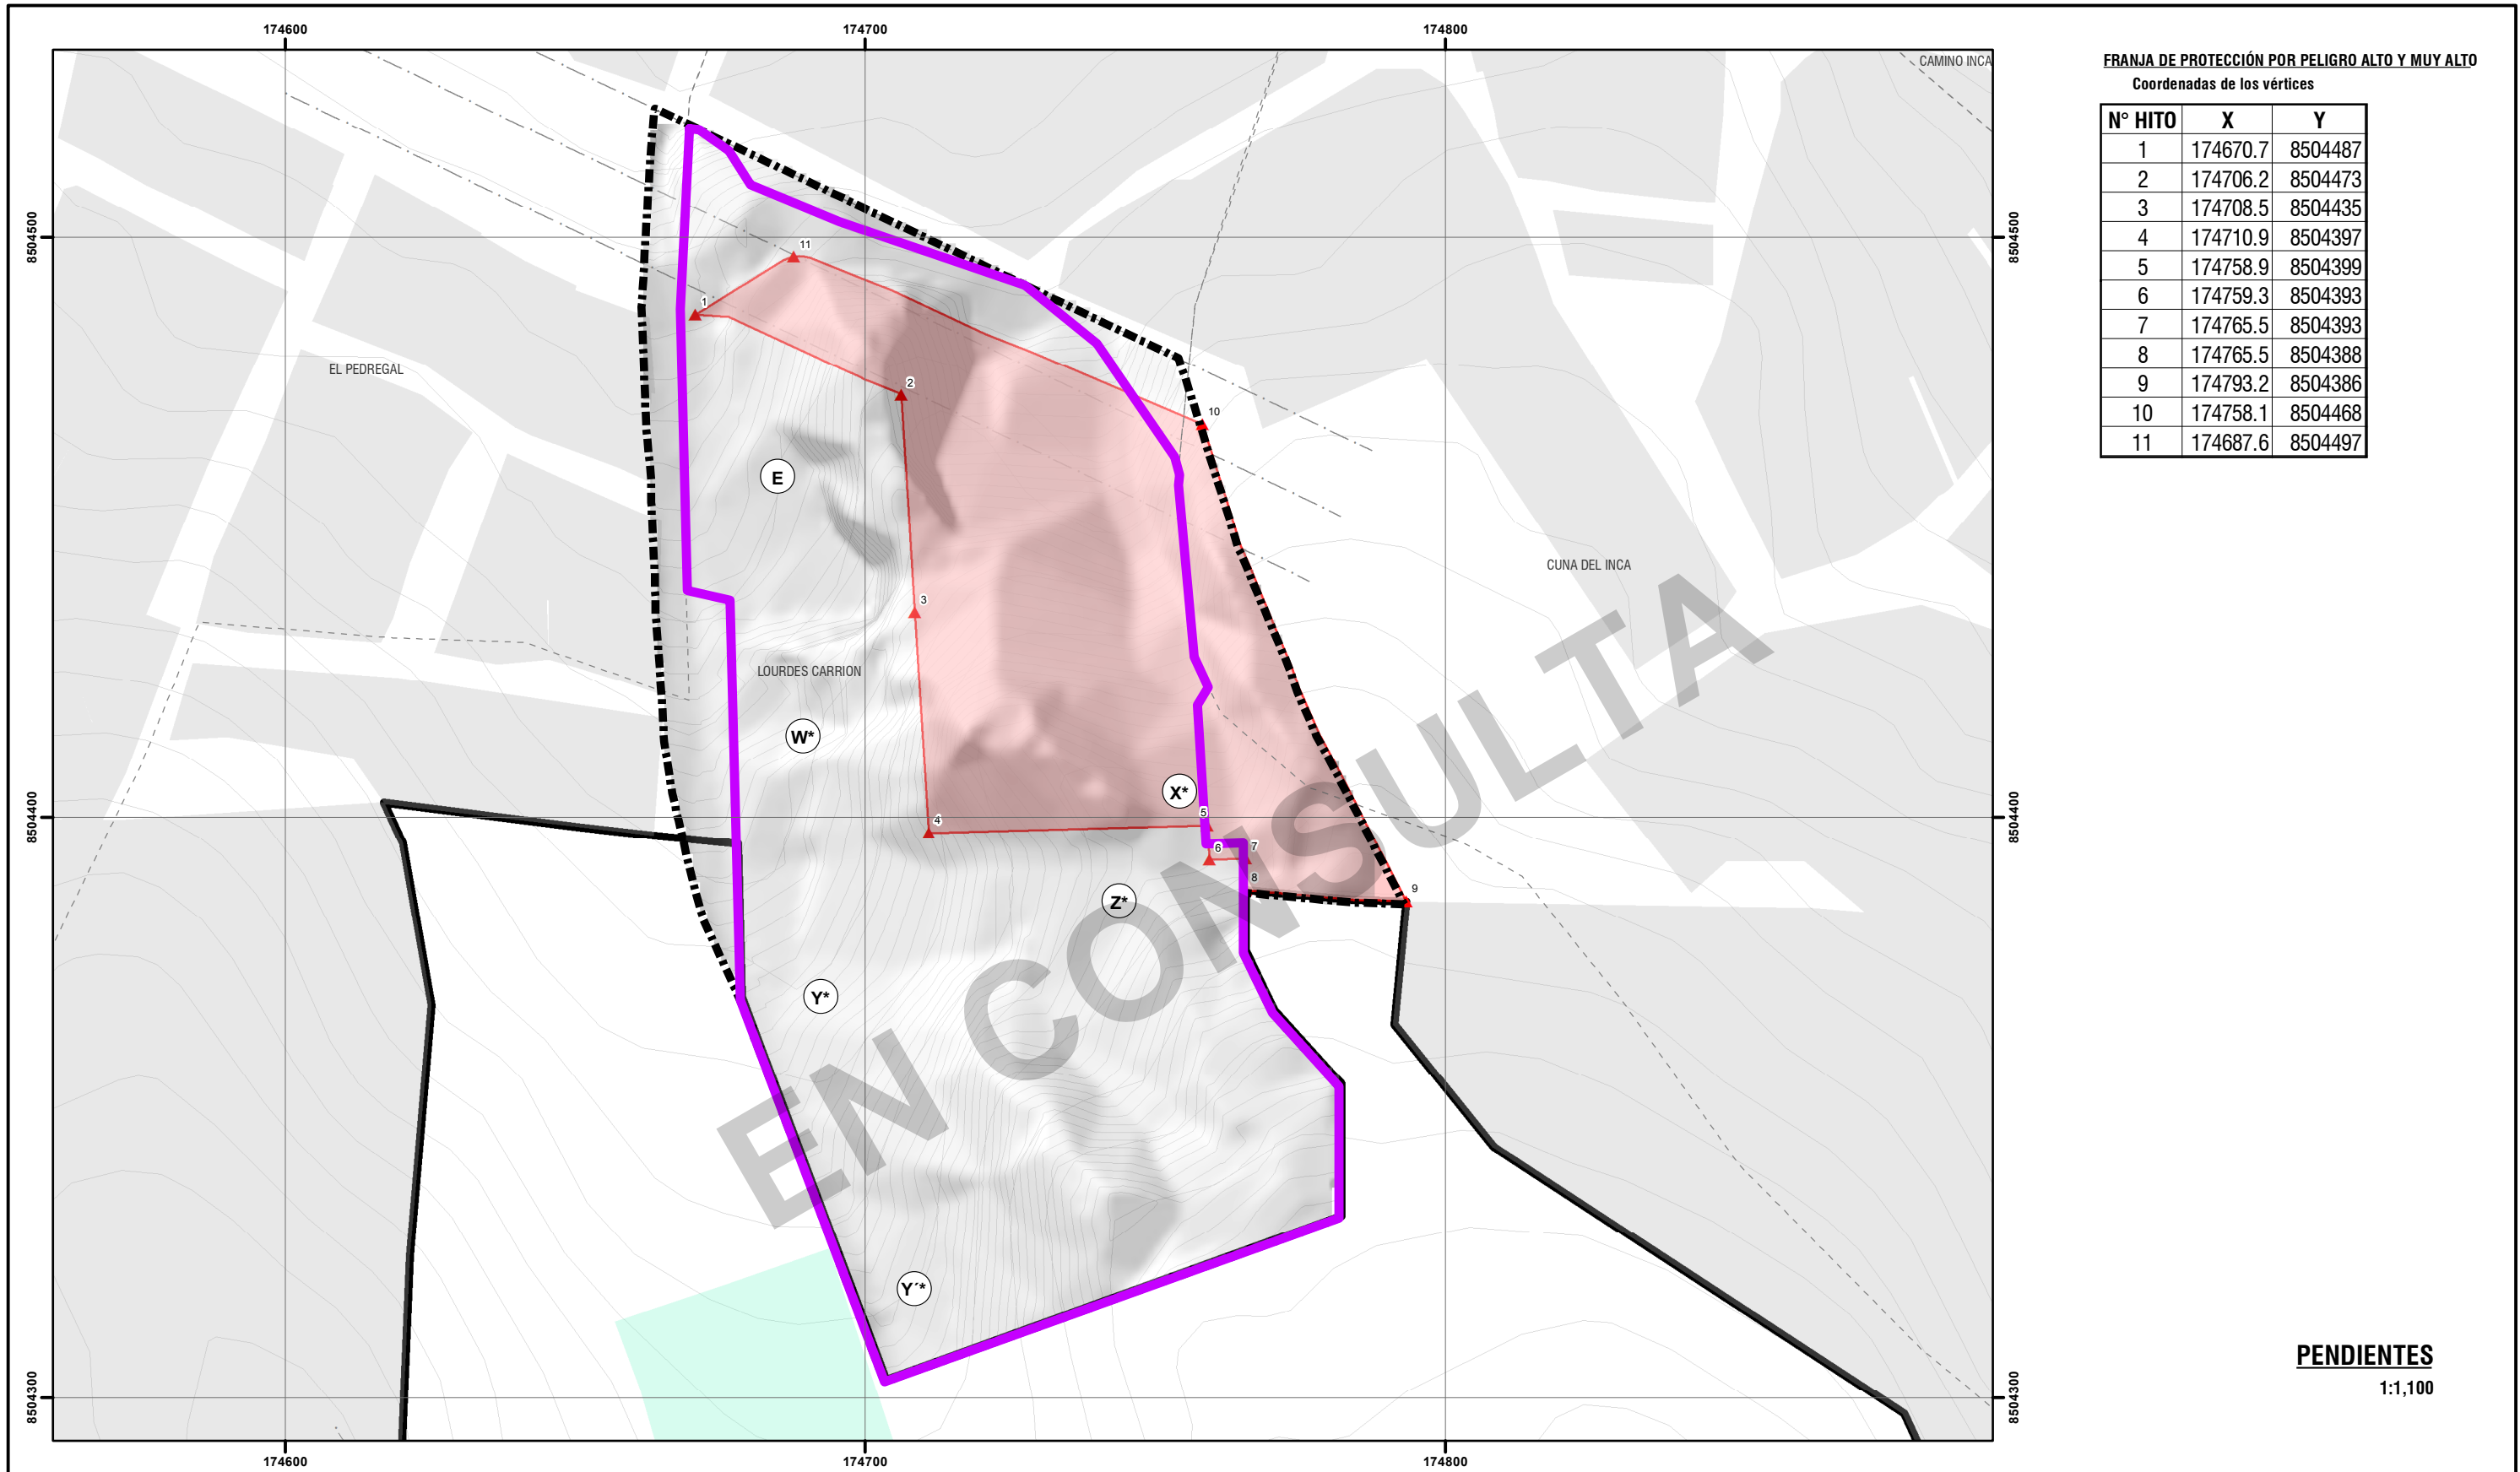 174600 174700 174800
FRANJA DE PROTECCIÓN POR PELIGRO ALTO Y MUY ALTO
Coordenadas de los vértices
N° HITO X Y
1 174670.7 8504487
2 174706.2 8504473
3 174708.5 8504435
4 174710.9 8504397
5 174758.9 8504399
6 174759.3 8504393
7 174765.5 8504393
8 174765.5 8504388
9 174793.2 8504386
10 174758.1 8504468
11 174687.6 8504497
CAMINO INCA
8504500 8504500
11
1
EL PEDREGAL
2
10
E
CUNA DEL INCA
3
LOURDES CARRION
W*
X*
8504400 8504400
4
5
6
7
8
9
Z*
Y*
EN CONSULTA
Y´*
PENDIENTES
1:1,100
8504300 8504300
174600 174700 174800